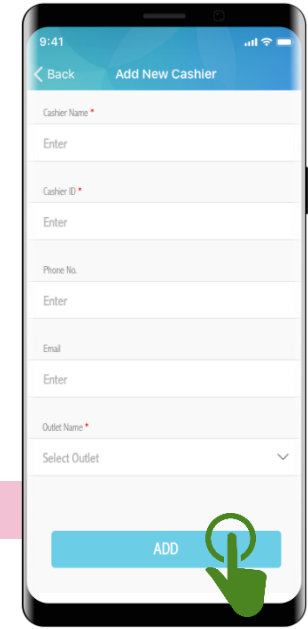 9:41
Back Add New Cashier
Cashier Name *
Enter
Cashier ID *
Enter
Phone No.
Enter
Email
Enter
Outlet Name *
Select Outlet
ADD